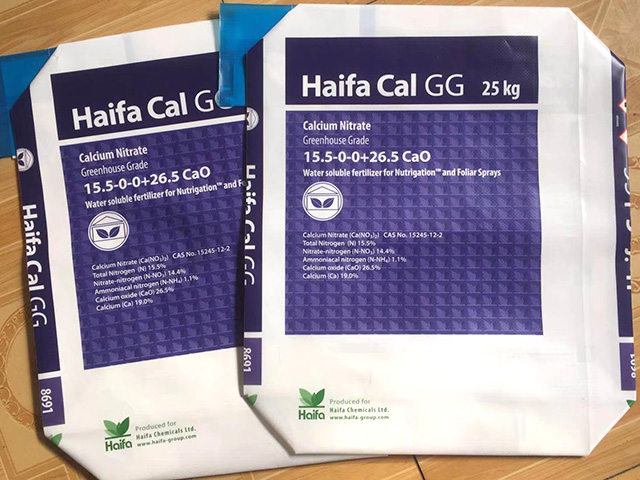 Haifa Cal GG
Calcium Nitrate
Greenhouse Grade
15.5-0-0+26.5 CaO
Water soluble fertilizer for Nutrigation™ and Fo
Calcium Nitrate (Ca(NO₃)₂) CAS No. 15245-12-2
Total Nitrogen (N) 15.5%
Nitrate-nitrogen (N-NO₃) 14.4%
Ammoniacal nitrogen (N-NH₄) 1.1%
Calcium oxide (CaO) 26.5%
Calcium (Ca) 19.0%
Haifa
Produced for
Haifa Chemicals Ltd.
www.haifa-group.com
Haifa Cal GG
8691
Haifa Cal GG 25 kg
Calcium Nitrate
Greenhouse Grade
15.5-0-0+26.5 CaO
Water soluble fertilizer for Nutrigation™ and Foliar Sprays
Calcium Nitrate (Ca(NO₃)₂) CAS No. 15245-12-2
Total Nitrogen (N) 15.5%
Nitrate-nitrogen (N-NO₃) 14.4%
Ammoniacal nitrogen (N-NH₄) 1.1%
Calcium oxide (CaO) 26.5%
Calcium (Ca) 19.0%
Haifa
Produced for
Haifa Chemicals Ltd.
www.haifa-group.com
8691